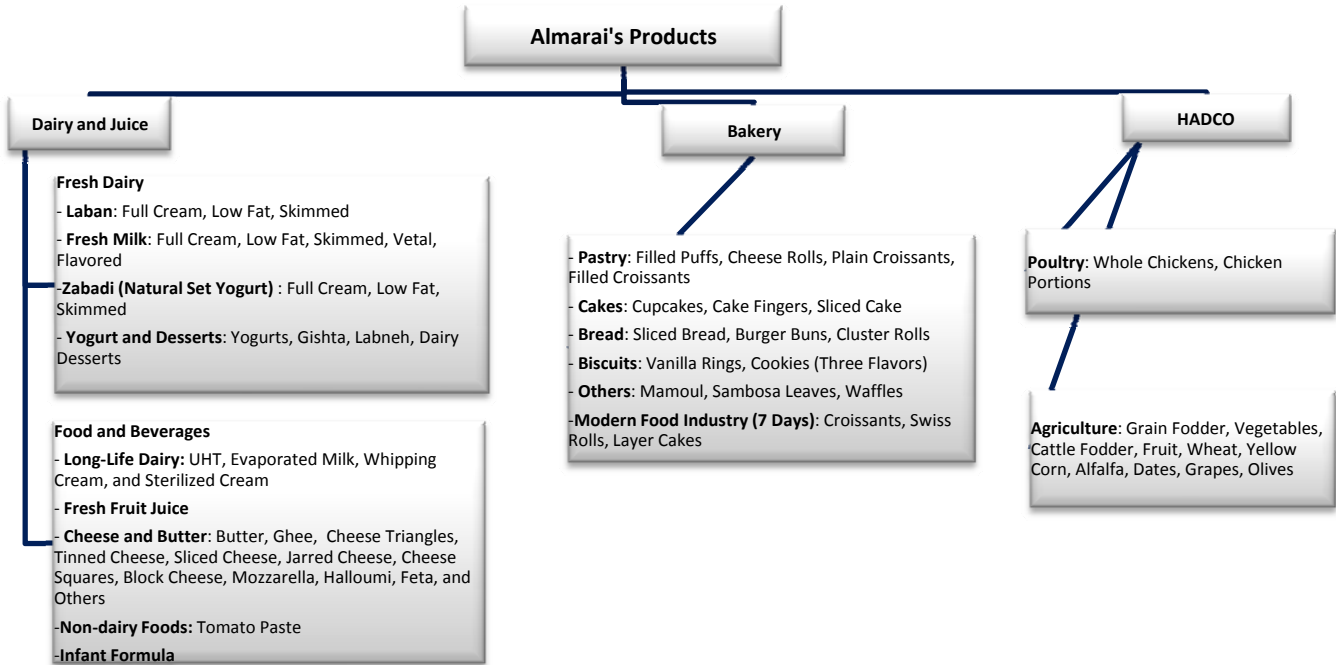 Almarai's Products
Dairy and Juice
Bakery
HADCO
Fresh Dairy
- Laban: Full Cream, Low Fat, Skimmed
- Fresh Milk: Full Cream, Low Fat, Skimmed, Vetal,
Flavored
-Zabadi (Natural Set Yogurt) : Full Cream, Low Fat,
Skimmed
- Yogurt and Desserts: Yogurts, Gishta, Labneh, Dairy
Desserts
Food and Beverages
- Long-Life Dairy: UHT, Evaporated Milk, Whipping
Cream, and Sterilized Cream
- Fresh Fruit Juice
- Cheese and Butter: Butter, Ghee, Cheese Triangles,
Tinned Cheese, Sliced Cheese, Jarred Cheese, Cheese
Squares, Block Cheese, Mozzarella, Halloumi, Feta, and
Others
-Non-dairy Foods: Tomato Paste
-Infant Formula
- Pastry: Filled Puffs, Cheese Rolls, Plain Croissants,
Filled Croissants
- Cakes: Cupcakes, Cake Fingers, Sliced Cake
- Bread: Sliced Bread, Burger Buns, Cluster Rolls
- Biscuits: Vanilla Rings, Cookies (Three Flavors)
- Others: Mamoul, Sambosa Leaves, Waffles
-Modern Food Industry (7 Days): Croissants, Swiss
Rolls, Layer Cakes
Poultry: Whole Chickens, Chicken
Portions
Agriculture: Grain Fodder, Vegetables,
Cattle Fodder, Fruit, Wheat, Yellow
Corn, Alfalfa, Dates, Grapes, Olives